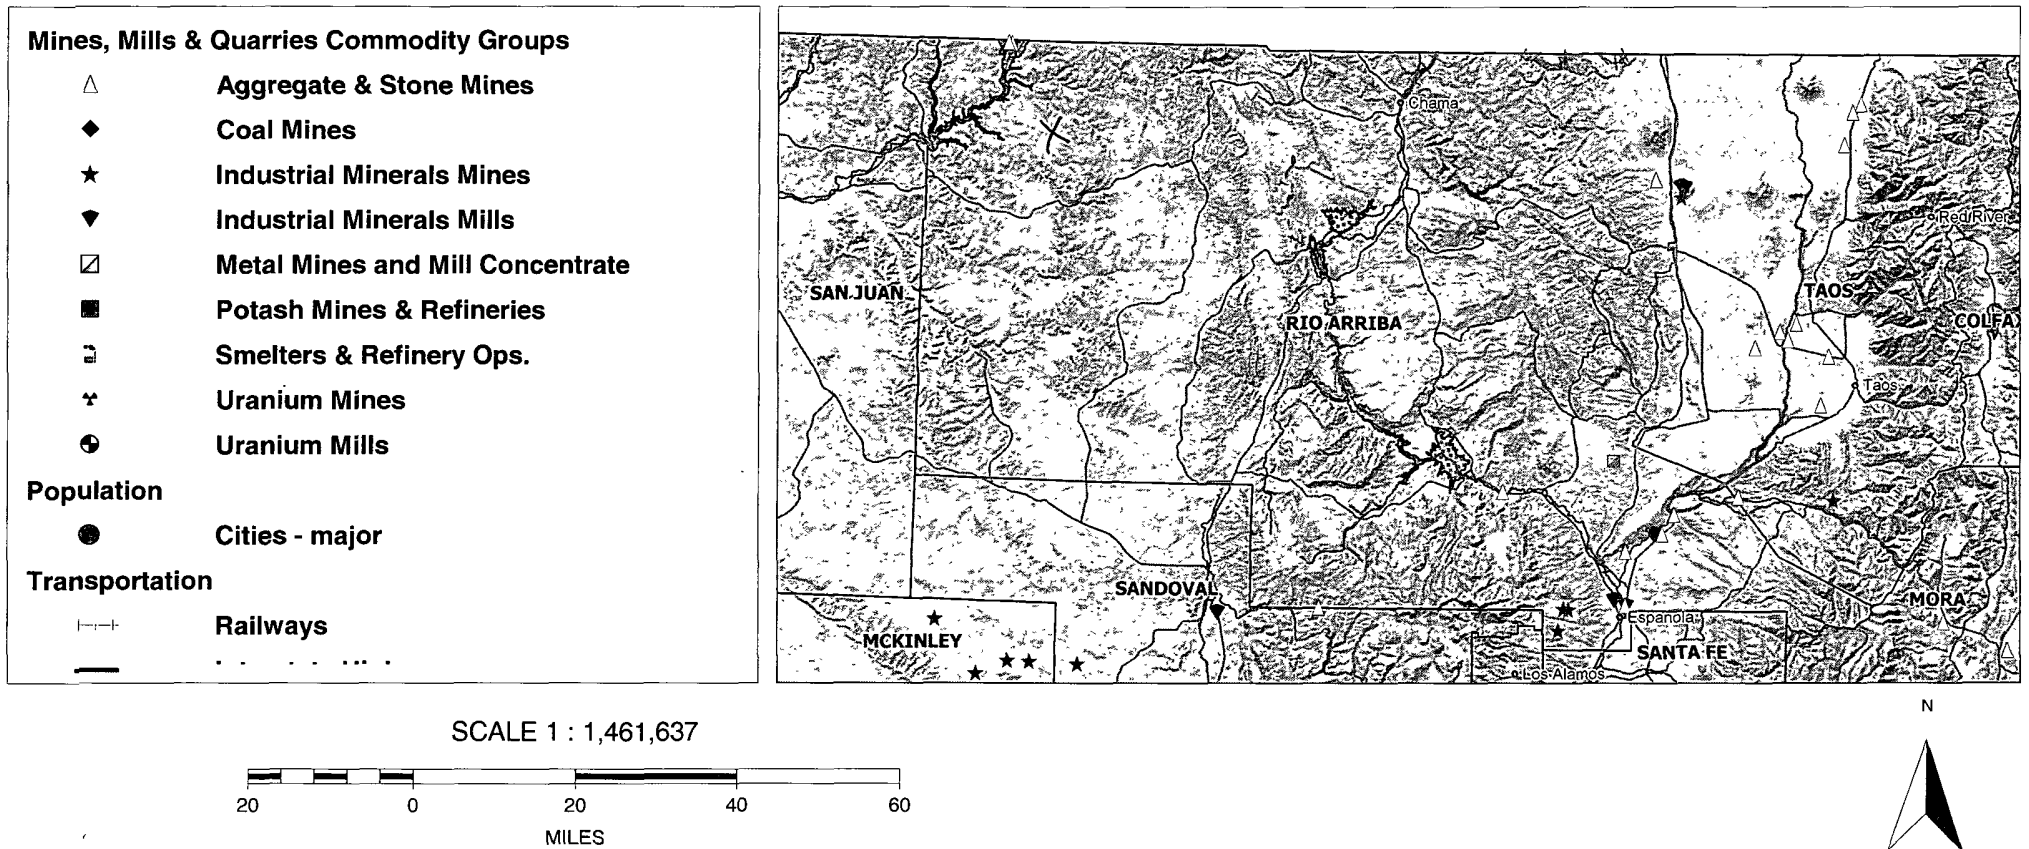 Mines, Mills & Quarries Commodity Groups
Aggregate & Stone Mines
Coal Mines
Industrial Minerals Mines
Industrial Minerals Mills
Metal Mines and Mill Concentrate
Potash Mines & Refineries
Smelters & Refinery Ops.
Uranium Mines
Uranium Mills
Population
Cities - major
Transportation
Railways
Chama
Red River
SAN JUAN
TAOS
RIO ARRIBA
COLFAX
Taos
SANDOVAL
MORA
MCKINLEY
Espanola
SANTA FE
Los Alamos
SCALE 1 : 1,461,637
20 0 20 40 60
MILES
N